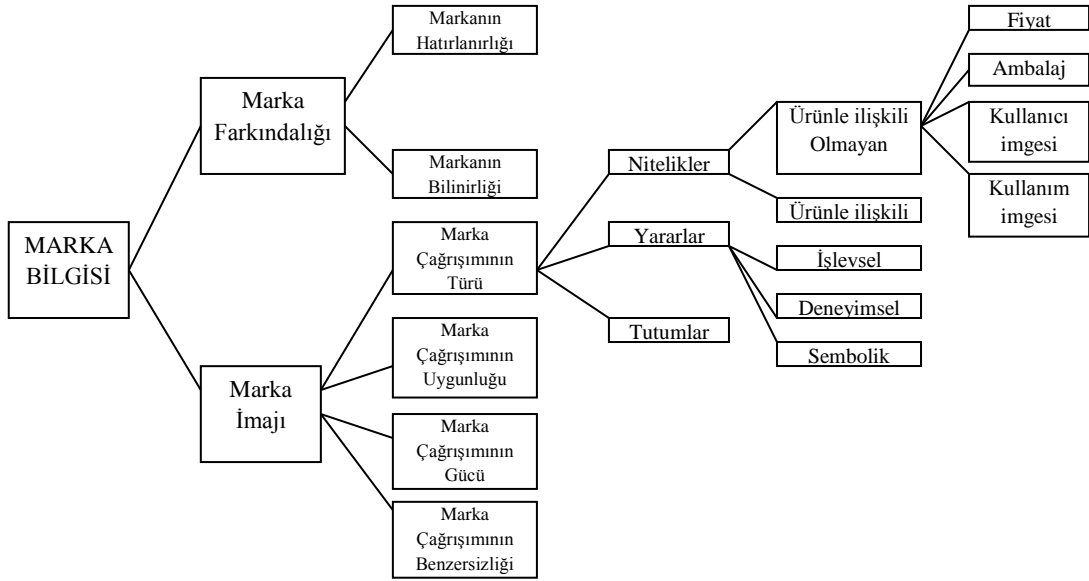 MARKA
BİLGİSİ
Marka
Farkındalığı
Marka
İmajı
Markanın
Hatırlanırlığı
Markanın
Bilinirliği
Marka
Çağrışımının
Türü
Marka
Çağrışımının
Uygunluğu
Marka
Çağrışımının
Gücü
Marka
Çağrışımının
Benzersizliği
Nitelikler
Yararlar
Tutumlar
Ürünle ilişkili
Olmayan
Ürünle ilişkili
İşlevsel
Deneyimsel
Sembolik
Fiyat
Ambalaj
Kullanıcı
imgesi
Kullanım
imgesi